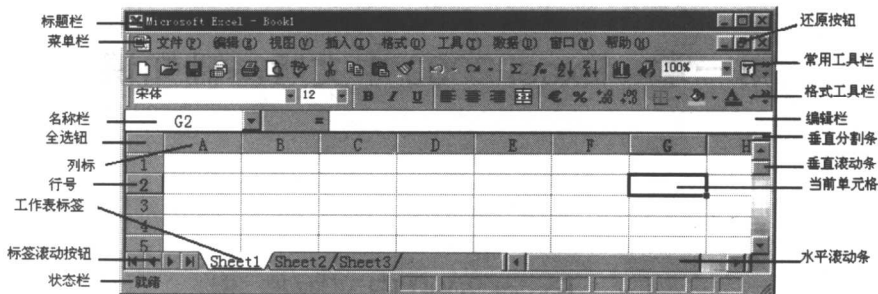 标题栏
Microsoft Excel - Book1
还原按钮
菜单栏
文件(F) 编辑(E) 视图(V) 插入(I) 格式(O) 工具(T) 数据(D) 窗口(W) 帮助(H)
常用工具栏
100%
格式工具栏
宋体 12 B I U
名称栏
G2 =
编辑栏
全选钮
垂直分割条
A B C D E F G H
列标
1
垂直滚动条
行号
2
当前单元格
工作表标签
3
4
5
标签滚动按钮
Sheet1 Sheet2 Sheet3
水平滚动条
状态栏
就绪